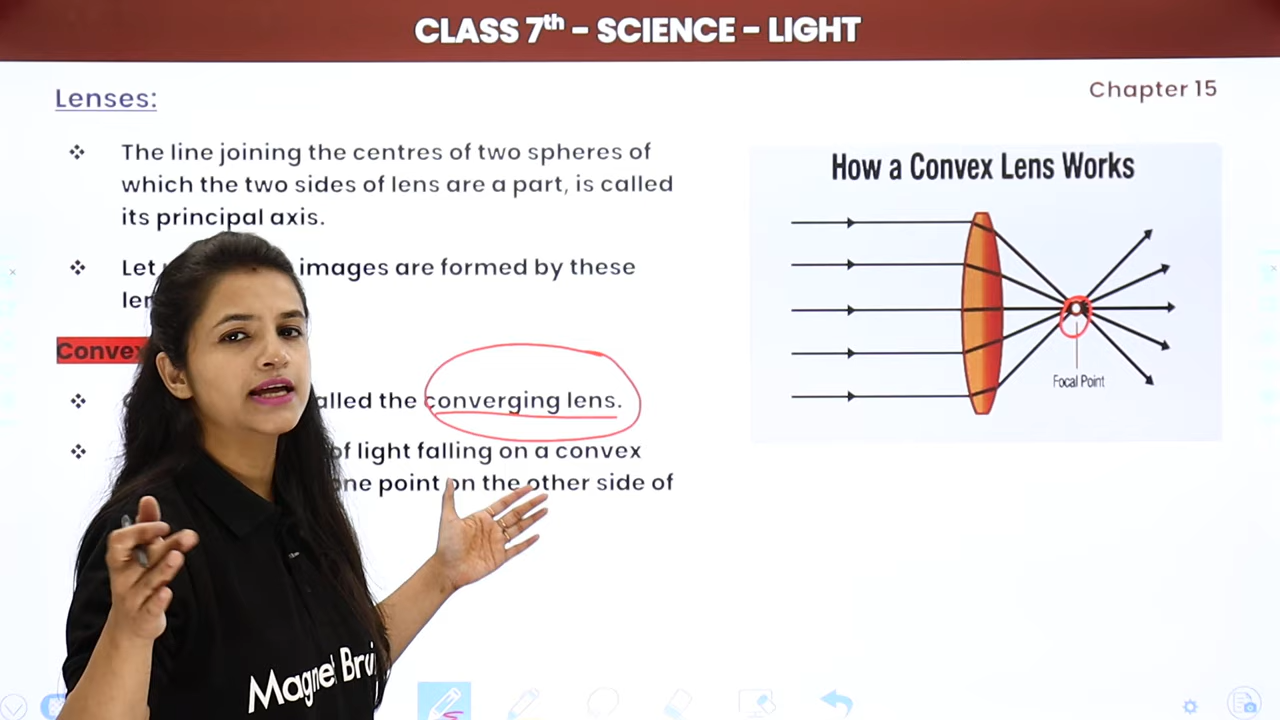 CLASS 7th - SCIENCE - LIGHT
Chapter 15
Lenses:
The line joining the centres of two spheres of
which the two sides of lens are a part, is called
its principal axis.
Let images are formed by these
Convex
alled the converging lens.
of light falling on a convex
one point on the other side of
How a Convex Lens Works
Focal Point
Magnet Br